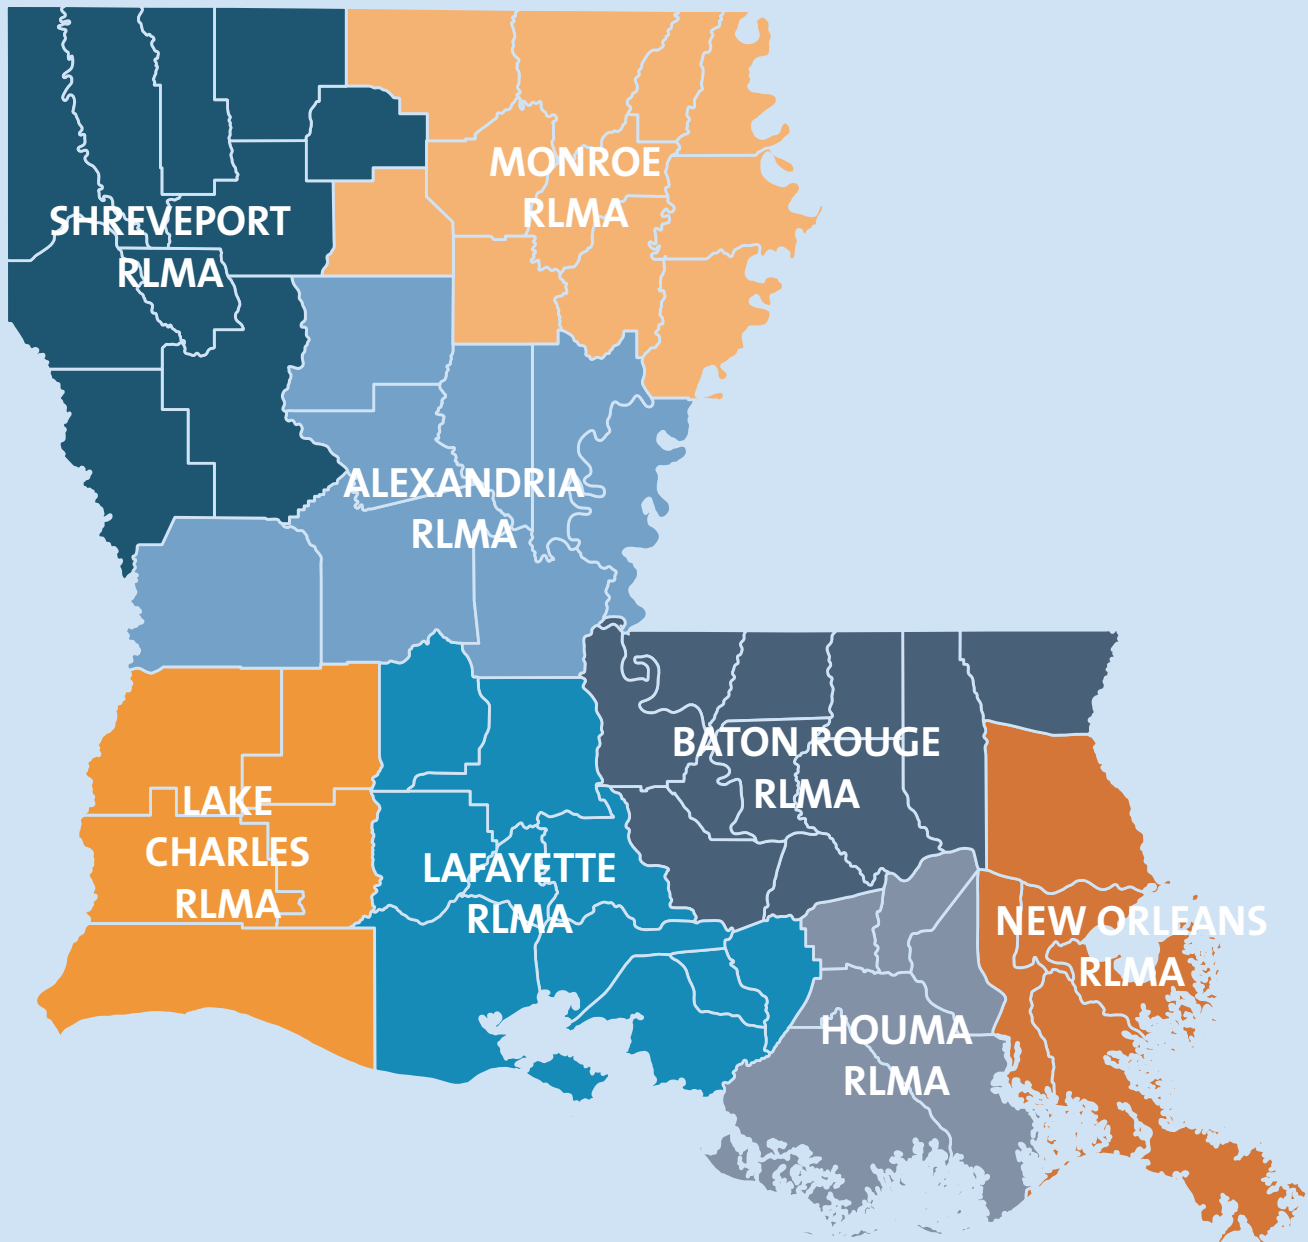 MONROE
RLMA
SHREVEPORT
RLMA
ALEXANDRIA
RLMA
BATON ROUGE
RLMA
LAKE
CHARLES
RLMA
LAFAYETTE
RLMA
NEW ORLEANS
RLMA
HOUMA
RLMA